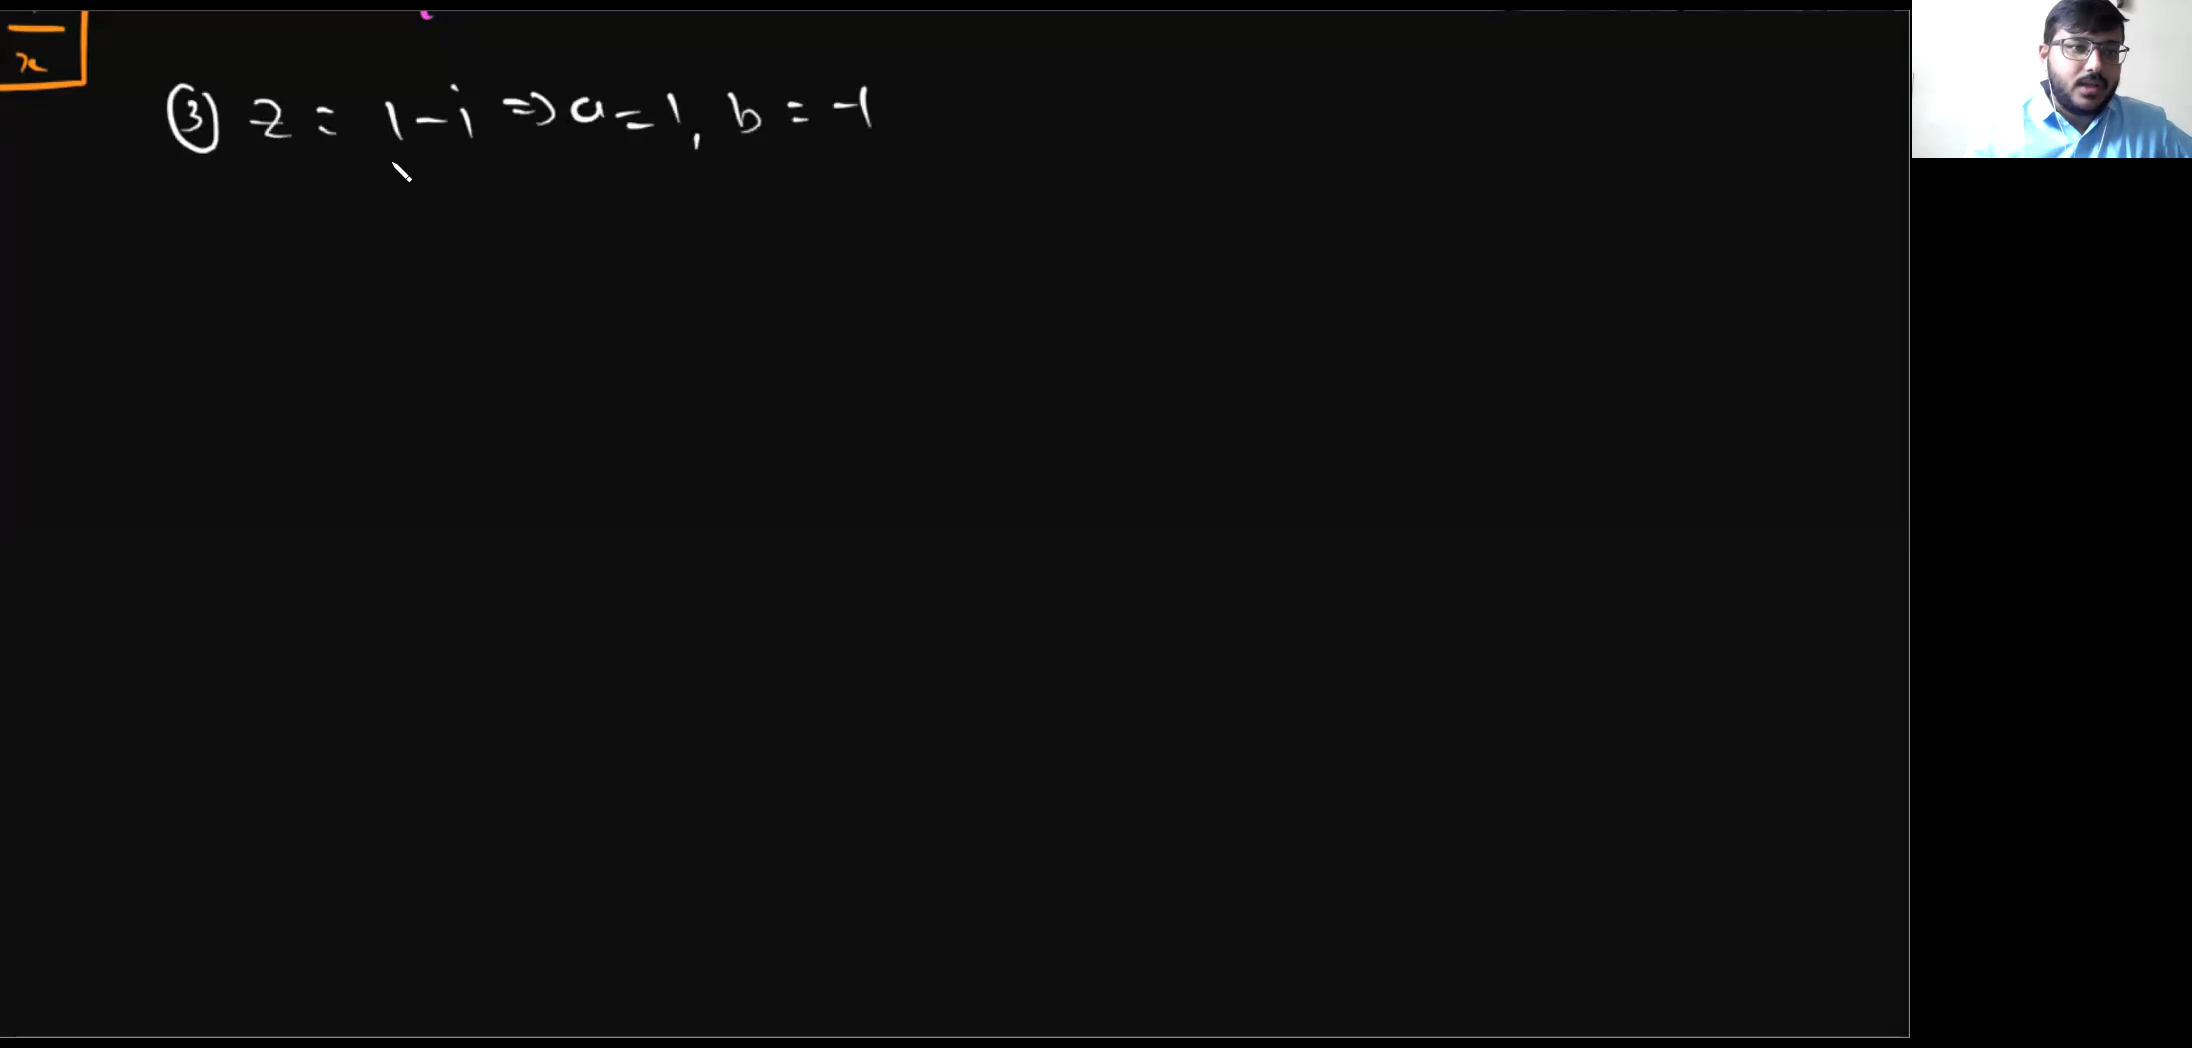 x
③ z = 1 - i => a = 1, b = -1